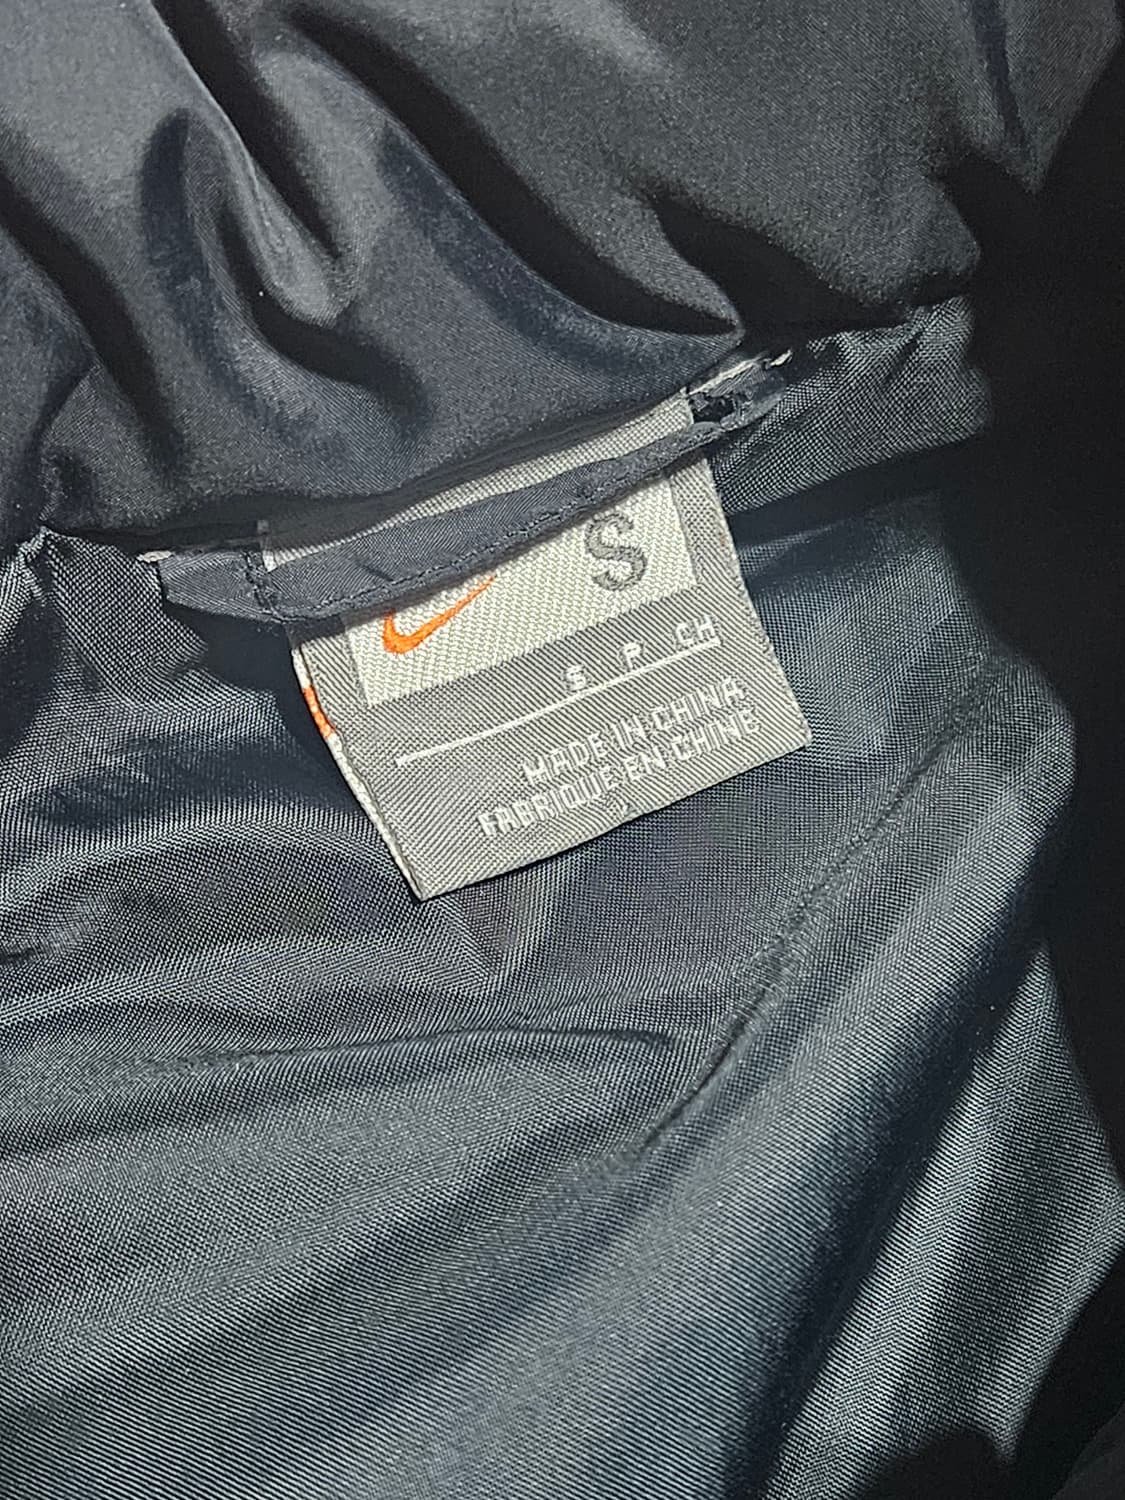 S
S P CH
MADE IN CHINA
FABRIQUE EN CHINE